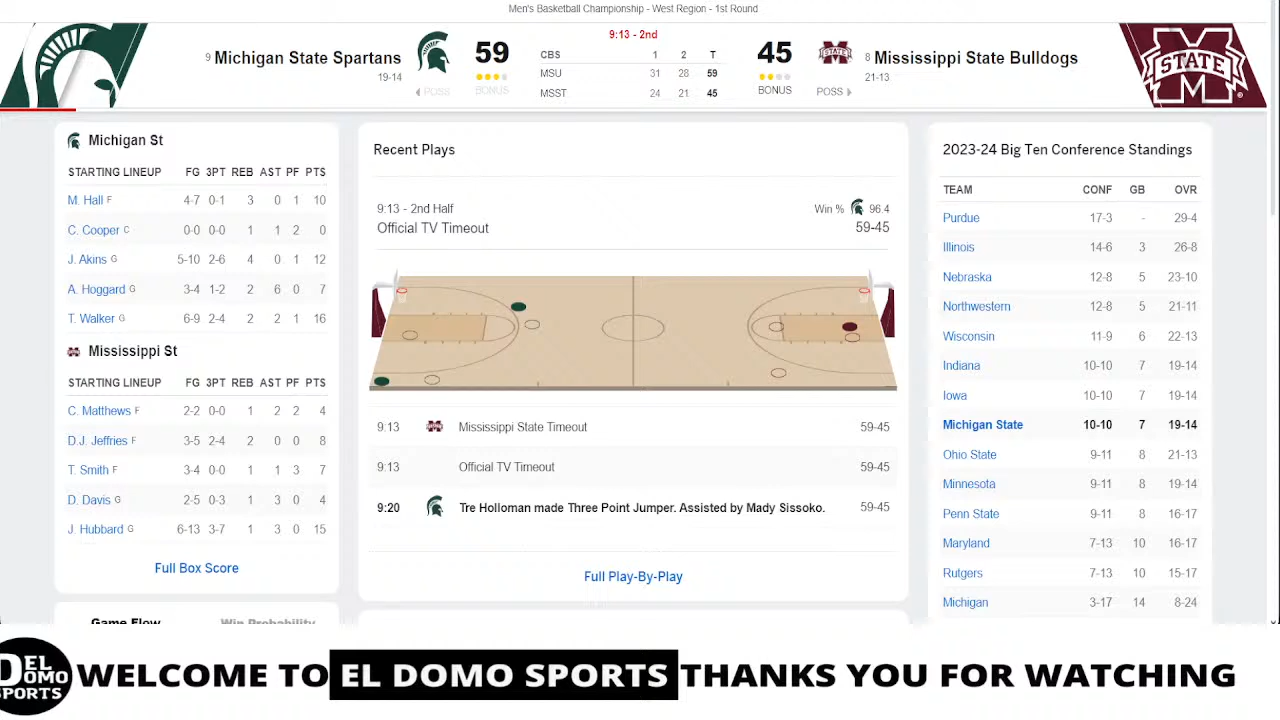 Men's Basketball Championship - West Region - 1st Round
9 Michigan State Spartans
19-14
59
POSS
BONUS
9:13 - 2nd
CBS 1 2 T
MSU 31 28 59
MSST 24 21 45
45
BONUS
POSS
8 Mississippi State Bulldogs
21-13
STATE
STATE
Michigan St
STARTING LINEUP FG 3PT REB AST PF PTS
M. Hall F 4-7 0-1 3 0 1 10
C. Cooper C 0-0 0-0 1 1 2 0
J. Akins G 5-10 2-6 4 0 1 12
A. Hoggard G 3-4 1-2 2 6 0 7
T. Walker G 6-9 2-4 2 2 1 16
Mississippi St
STARTING LINEUP FG 3PT REB AST PF PTS
C. Matthews F 2-2 0-0 1 2 2 4
D.J. Jeffries F 3-5 2-4 2 0 0 8
T. Smith F 3-4 0-0 1 1 3 7
D. Davis G 2-5 0-3 1 3 0 4
J. Hubbard G 6-13 3-7 1 3 0 15
Full Box Score
Game Flow Win Probability
Recent Plays
9:13 - 2nd Half
Official TV Timeout
Win % 96.4
59-45
9:13 Mississippi State Timeout 59-45
9:13 Official TV Timeout 59-45
9:20 Tre Holloman made Three Point Jumper. Assisted by Mady Sissoko. 59-45
Full Play-By-Play
2023-24 Big Ten Conference Standings
TEAM CONF GB OVR
Purdue 17-3 - 29-4
Illinois 14-6 3 26-8
Nebraska 12-8 5 23-10
Northwestern 12-8 5 21-11
Wisconsin 11-9 6 22-13
Indiana 10-10 7 19-14
Iowa 10-10 7 19-14
Michigan State 10-10 7 19-14
Ohio State 9-11 8 21-13
Minnesota 9-11 8 19-14
Penn State 9-11 8 16-17
Maryland 7-13 10 16-17
Rutgers 7-13 10 15-17
Michigan 3-17 14 8-24
DEL
DOMO
SPORTS
WELCOME TO EL DOMO SPORTS THANKS YOU FOR WATCHING